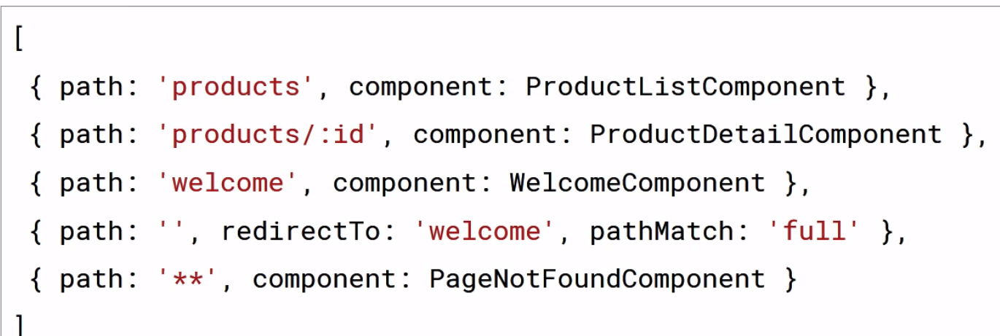 [
{ path: 'products', component: ProductListComponent },
{ path: 'products/:id', component: ProductDetailComponent },
{ path: 'welcome', component: WelcomeComponent },
{ path: '', redirectTo: 'welcome', pathMatch: 'full' },
{ path: '**', component: PageNotFoundComponent }
]